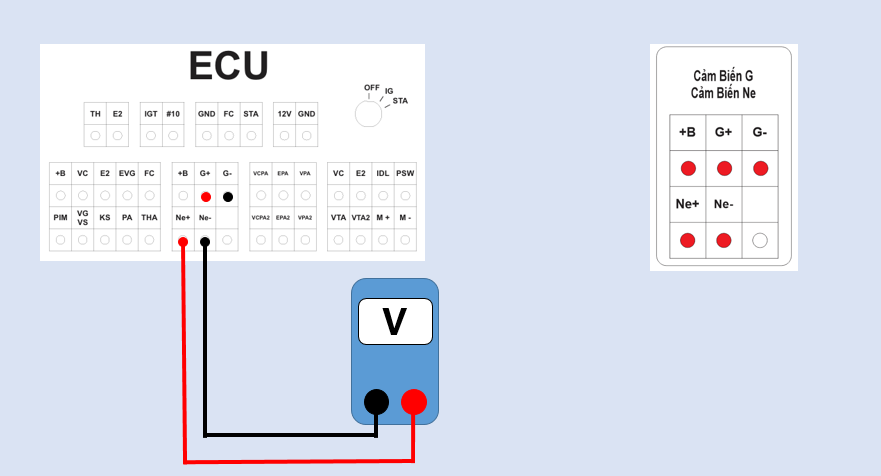 ECU
OFF IG
STA
TH E2 IGT #10 GND FC STA 12V GND
+B VC E2 EVG FC +B G+ G- VCPA EPA VPA VC E2 IDL PSW
PIM VG VS KS PA THA Ne+ Ne- VCPA2 EPA2 VPA2 VTA VTA2 M + M -
V
Cảm Biến G
Cảm Biến Ne
+B G+ G-
Ne+ Ne-